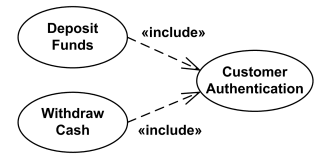 Deposit
Funds
«include»
Customer
Authentication
Withdraw
Cash
«include»